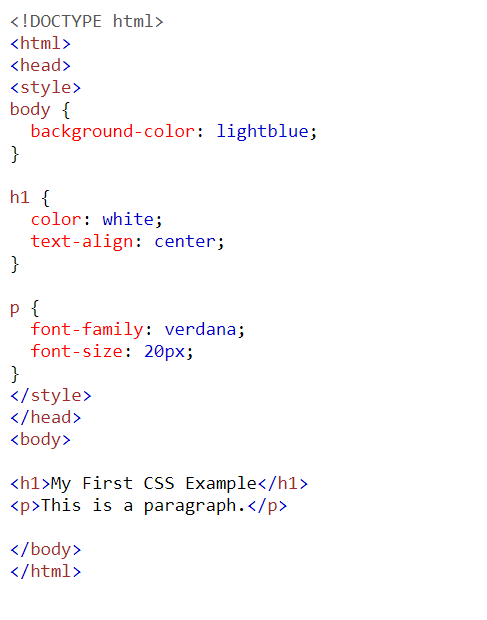 <!DOCTYPE html>
<html>
<head>
<style>
body {
  background-color: lightblue;
}

h1 {
  color: white;
  text-align: center;
}

p {
  font-family: verdana;
  font-size: 20px;
}
</style>
</head>
<body>

<h1>My First CSS Example</h1>
<p>This is a paragraph.</p>

</body>
</html>